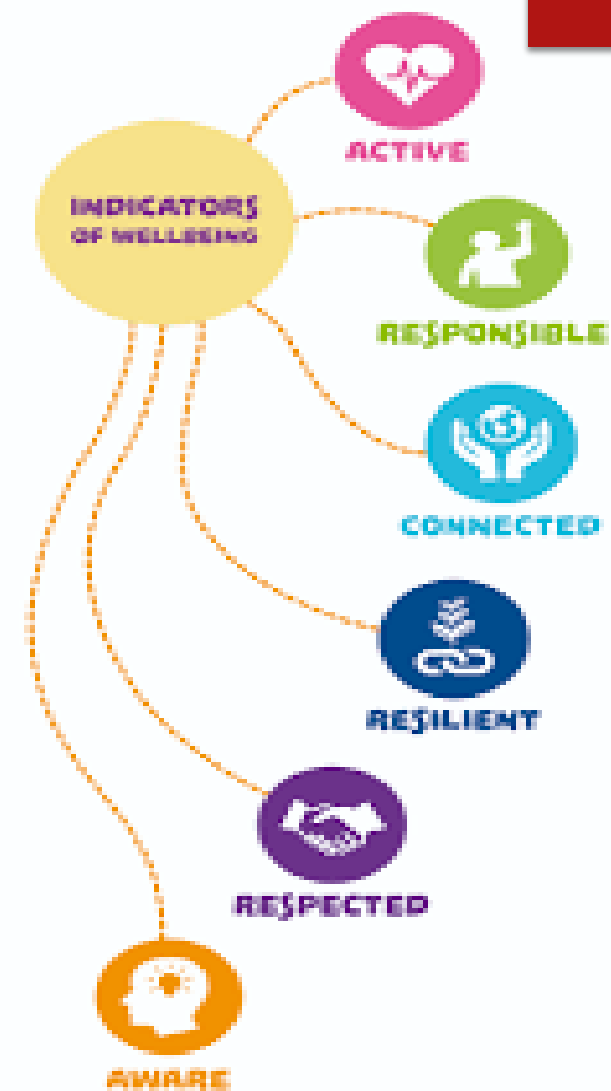 INDICATORS
OF WELLBEING
ACTIVE
RESPONSIBLE
CONNECTED
RESILIENT
RESPECTED
AWARE